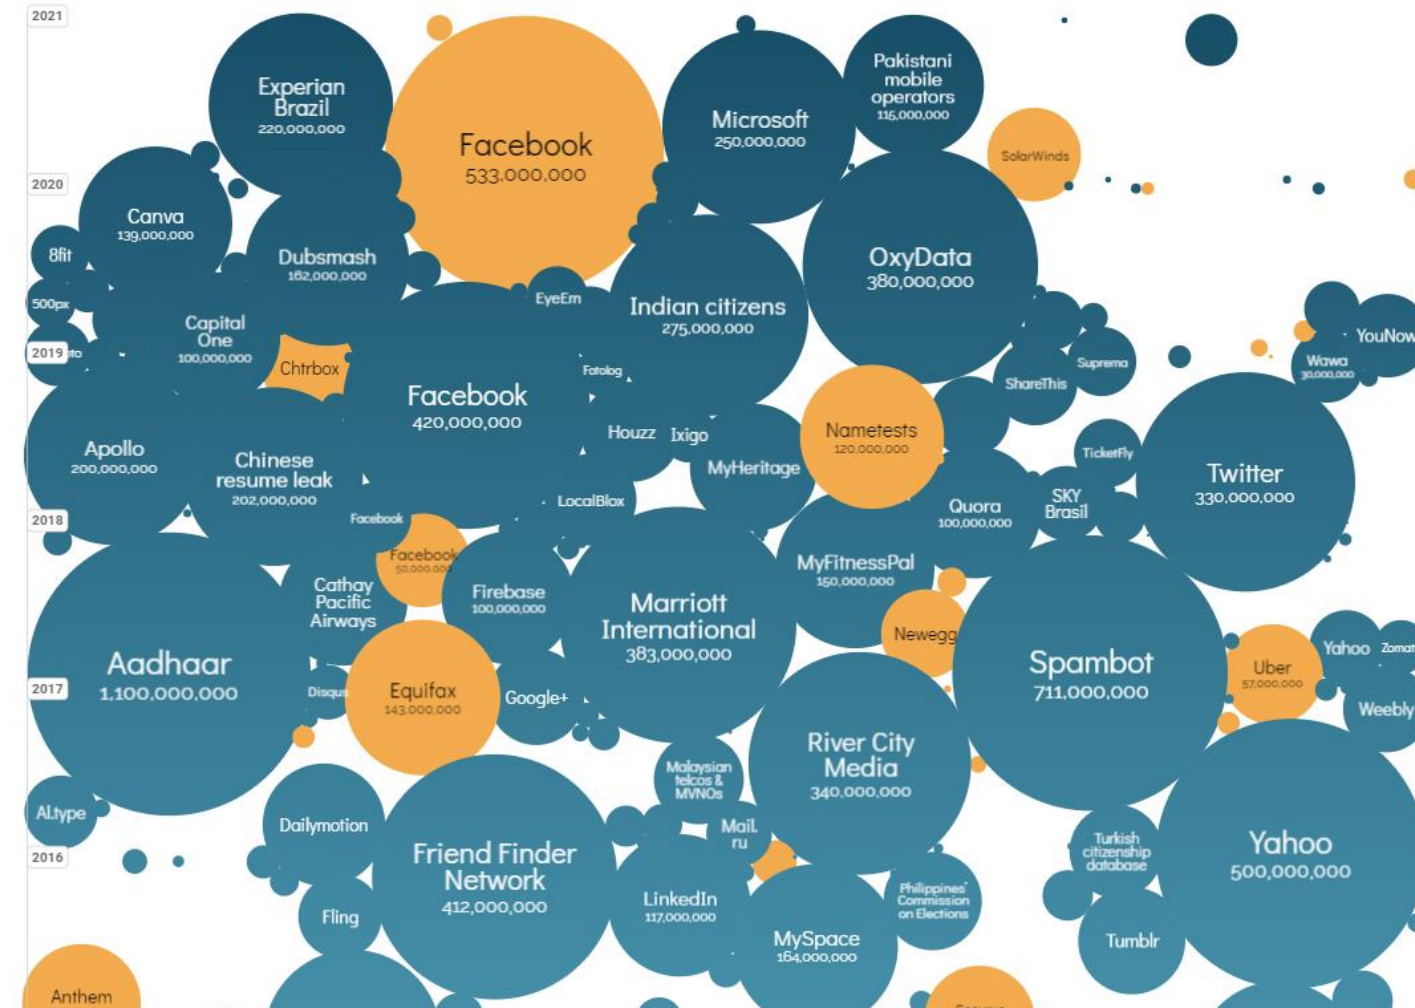 2021
Experian
Brazil
220,000,000
Facebook
533,000,000
Microsoft
250,000,000
Pakistani
mobile
operators
115,000,000
SolarWinds
2020
Canva
139,000,000
8fit
Dubsmash
162,000,000
OxyData
380,000,000
500px
EyeEm
Indian citizens
275,000,000
Capital
One
100,000,000
2019
Chtrbox
Fotolog
Suprema
ShareThis
Wawa
30,000,000
YouNow
Facebook
420,000,000
Apollo
200,000,000
Chinese
resume leak
202,000,000
Houzz
Ixigo
MyHeritage
Nametests
120,000,000
TicketFly
Twitter
330,000,000
LocalBlox
Quora
100,000,000
SKY
Brasil
2018
Facebook
Facebook
50,000,000
Cathay
Pacific
Airways
Firebase
100,000,000
Marriott
International
383,000,000
MyFitnessPal
150,000,000
Newegg
Aadhaar
1,100,000,000
Spambot
711,000,000
Uber
57,000,000
Yahoo
Zomat
2017
Disqus
Equifax
143,000,000
Google+
Weebly
River City
Media
340,000,000
Malaysian
telcos &
MVNOs
Al.type
Dailymotion
Mail.
ru
2016
Friend Finder
Network
412,000,000
Turkish
citizenship
database
Yahoo
500,000,000
Fling
LinkedIn
117,000,000
Philippines'
Commission
on Elections
MySpace
164,000,000
Tumblr
Anthem